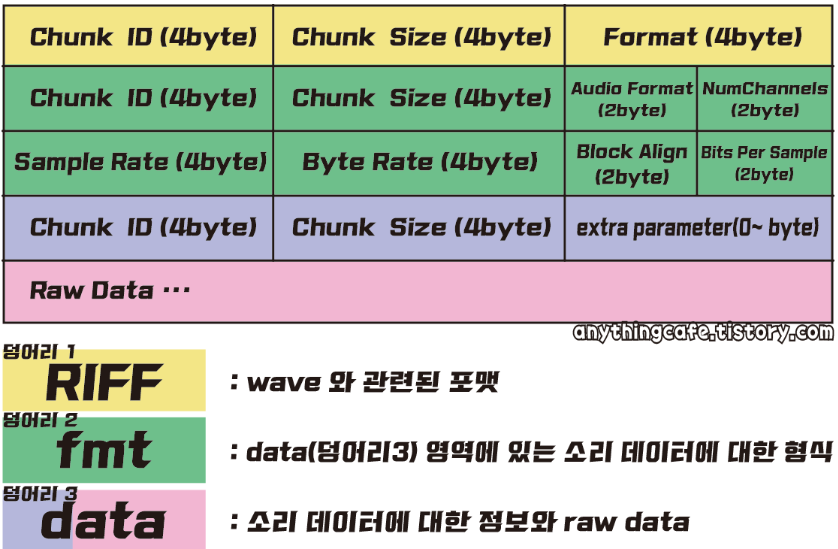 Chunk ID (4byte) Chunk Size (4byte) Format (4byte)
Chunk ID (4byte) Chunk Size (4byte) Audio Format (2byte) NumChannels (2byte)
Sample Rate (4byte) Byte Rate (4byte) Block Align (2byte) Bits Per Sample (2byte)
Chunk ID (4byte) Chunk Size (4byte) extra parameter(0~ byte)
Raw Data ···
anythingcafe.tistory.com
덩어리 1
RIFF : wave 와 관련된 포맷
덩어리 2
fmt : data(덩어리3) 영역에 있는 소리 데이터에 대한 형식
덩어리 3
data : 소리 데이터에 대한 정보와 raw data